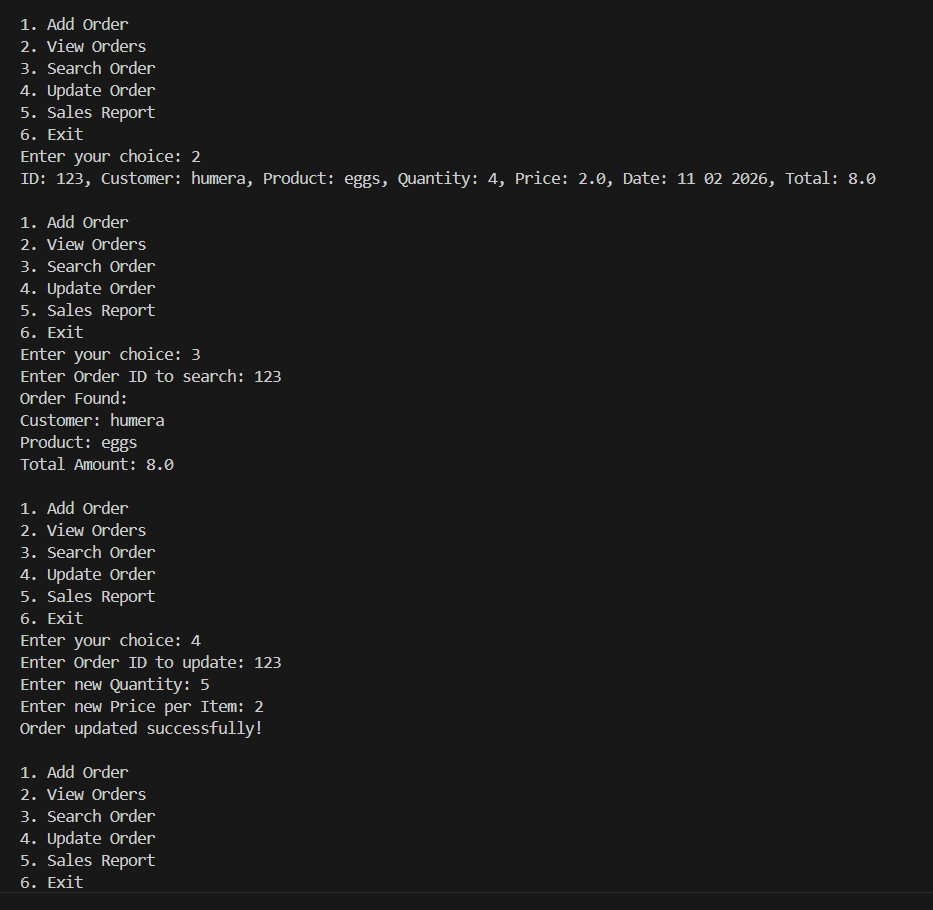 1. Add Order
2. View Orders
3. Search Order
4. Update Order
5. Sales Report
6. Exit
Enter your choice: 2
ID: 123, Customer: humera, Product: eggs, Quantity: 4, Price: 2.0, Date: 11 02 2026, Total: 8.0
1. Add Order
2. View Orders
3. Search Order
4. Update Order
5. Sales Report
6. Exit
Enter your choice: 3
Enter Order ID to search: 123
Order Found:
Customer: humera
Product: eggs
Total Amount: 8.0
1. Add Order
2. View Orders
3. Search Order
4. Update Order
5. Sales Report
6. Exit
Enter your choice: 4
Enter Order ID to update: 123
Enter new Quantity: 5
Enter new Price per Item: 2
Order updated successfully!
1. Add Order
2. View Orders
3. Search Order
4. Update Order
5. Sales Report
6. Exit